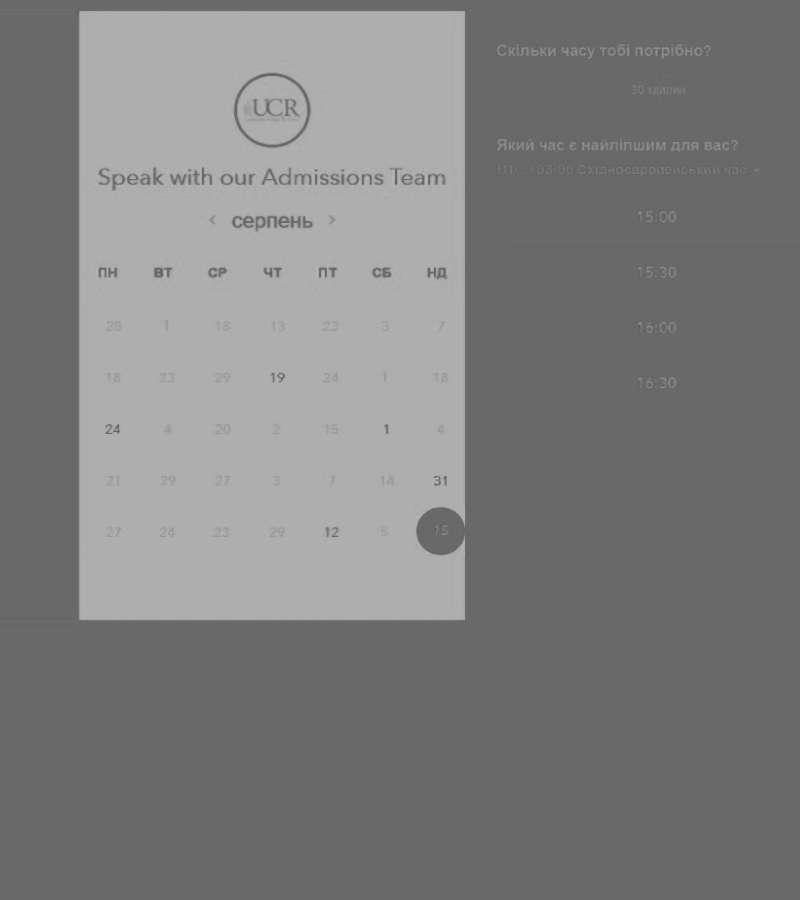 UCR
Speak with our Admissions Team
< серпень >
ПН ВТ СР ЧТ ПТ СБ НД
28 1 18 13 23 3 7
18 23 29 19 24 1 18
24 4 20 2 15 1 4
21 29 27 3 7 14 31
27 24 23 29 12 5 15
Скільки часу тобі потрібно?
30 хвилин
Який час є найліпшим для вас?
UTC +03:00 Східноєвропейський час
15:00
15:30
16:00
16:30